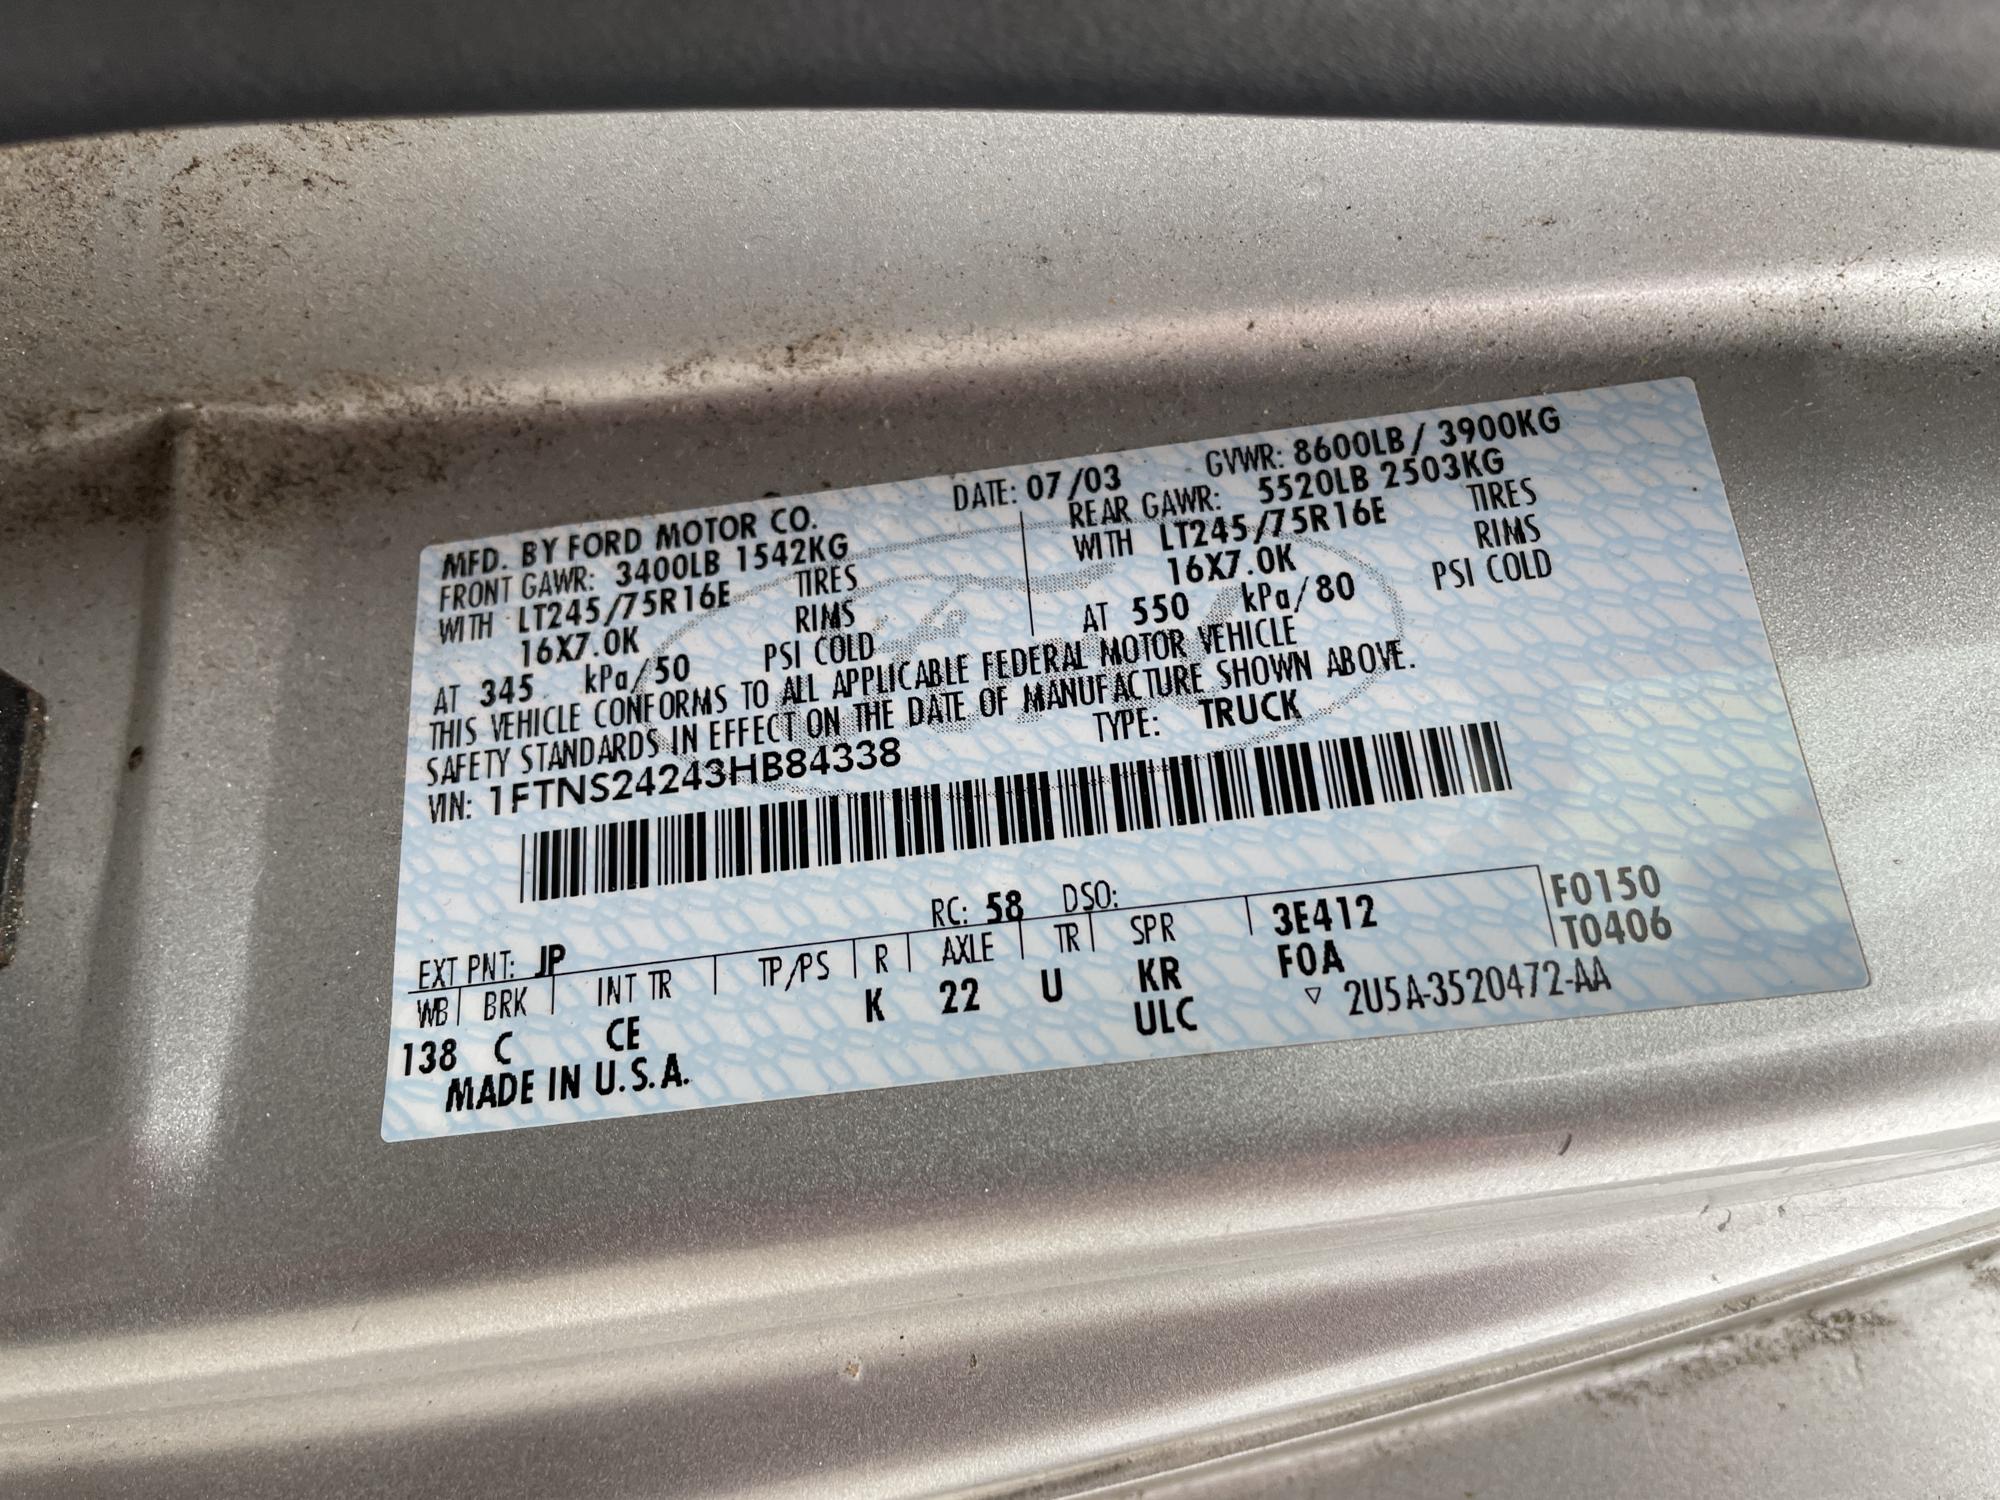 MFD. BY FORD MOTOR CO. DATE: 07/03 GVWR: 8600LB/ 3900KG
FRONT GAWR: 3400LB 1542KG REAR GAWR: 5520LB 2503KG
WITH LT245/75R16E TIRES WITH LT245/75R16E TIRES
16X7.0K RIMS 16X7.0K RIMS
AT 345 kPa/50 PSI COLD AT 550 kPa/80 PSI COLD
THIS VEHICLE CONFORMS TO ALL APPLICABLE FEDERAL MOTOR VEHICLE
SAFETY STANDARDS IN EFFECT ON THE DATE OF MANUFACTURE SHOWN ABOVE.
VIN: 1FTNS24243HB84338 TYPE: TRUCK
EXT PNT: JP RC: 58 DSO: F0150
WB BRK INT TR TP/PS R AXLE TR SPR 3E412 T0406
138 C CE K 22 U KR F0A
ULC ▽ 2U5A-3520472-AA
MADE IN U.S.A.